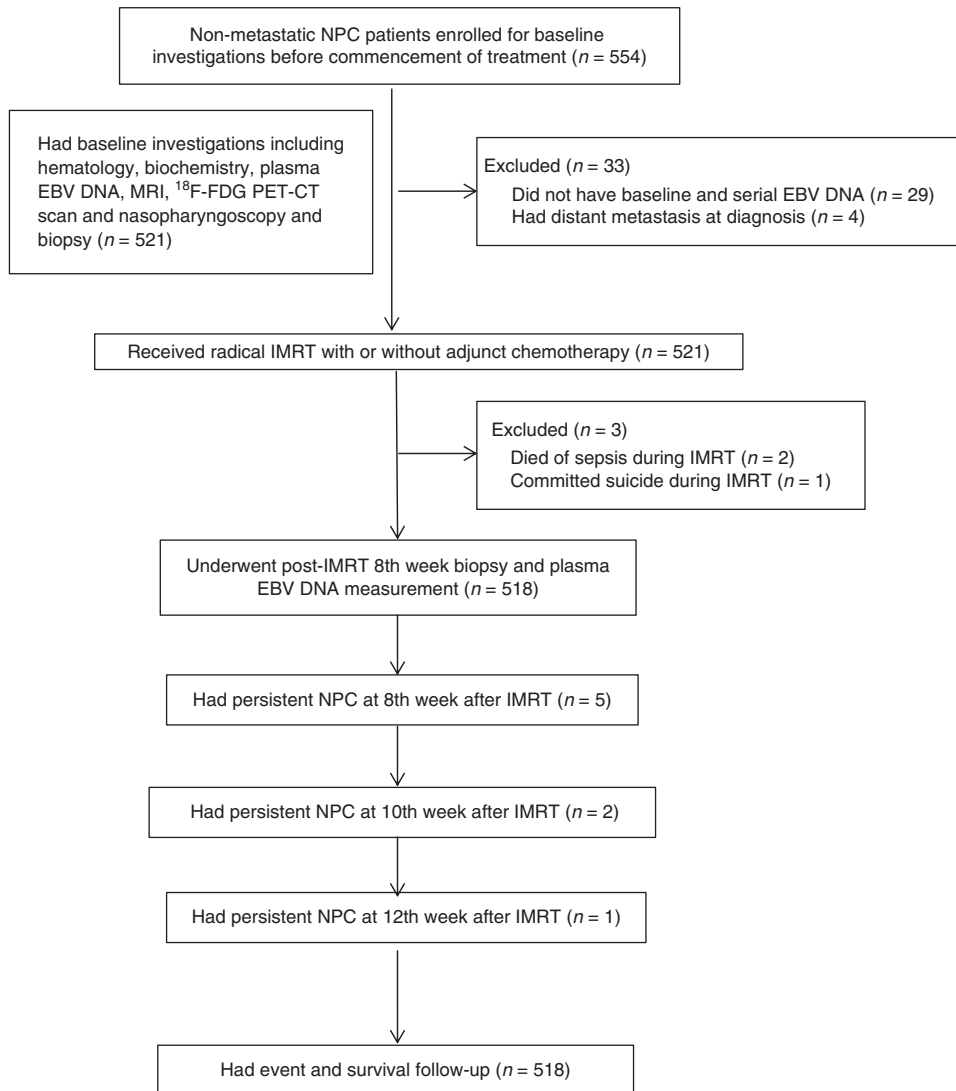 Non-metastatic NPC patients enrolled for baseline
investigations before commencement of treatment (n = 554)
Had baseline investigations including
hematology, biochemistry, plasma
EBV DNA, MRI, ¹⁸F-FDG PET-CT
scan and nasopharyngoscopy and
biopsy (n = 521)
Excluded (n = 33)
Did not have baseline and serial EBV DNA (n = 29)
Had distant metastasis at diagnosis (n = 4)
Received radical IMRT with or without adjunct chemotherapy (n = 521)
Excluded (n = 3)
Died of sepsis during IMRT (n = 2)
Committed suicide during IMRT (n = 1)
Underwent post-IMRT 8th week biopsy and plasma
EBV DNA measurement (n = 518)
Had persistent NPC at 8th week after IMRT (n = 5)
Had persistent NPC at 10th week after IMRT (n = 2)
Had persistent NPC at 12th week after IMRT (n = 1)
Had event and survival follow-up (n = 518)